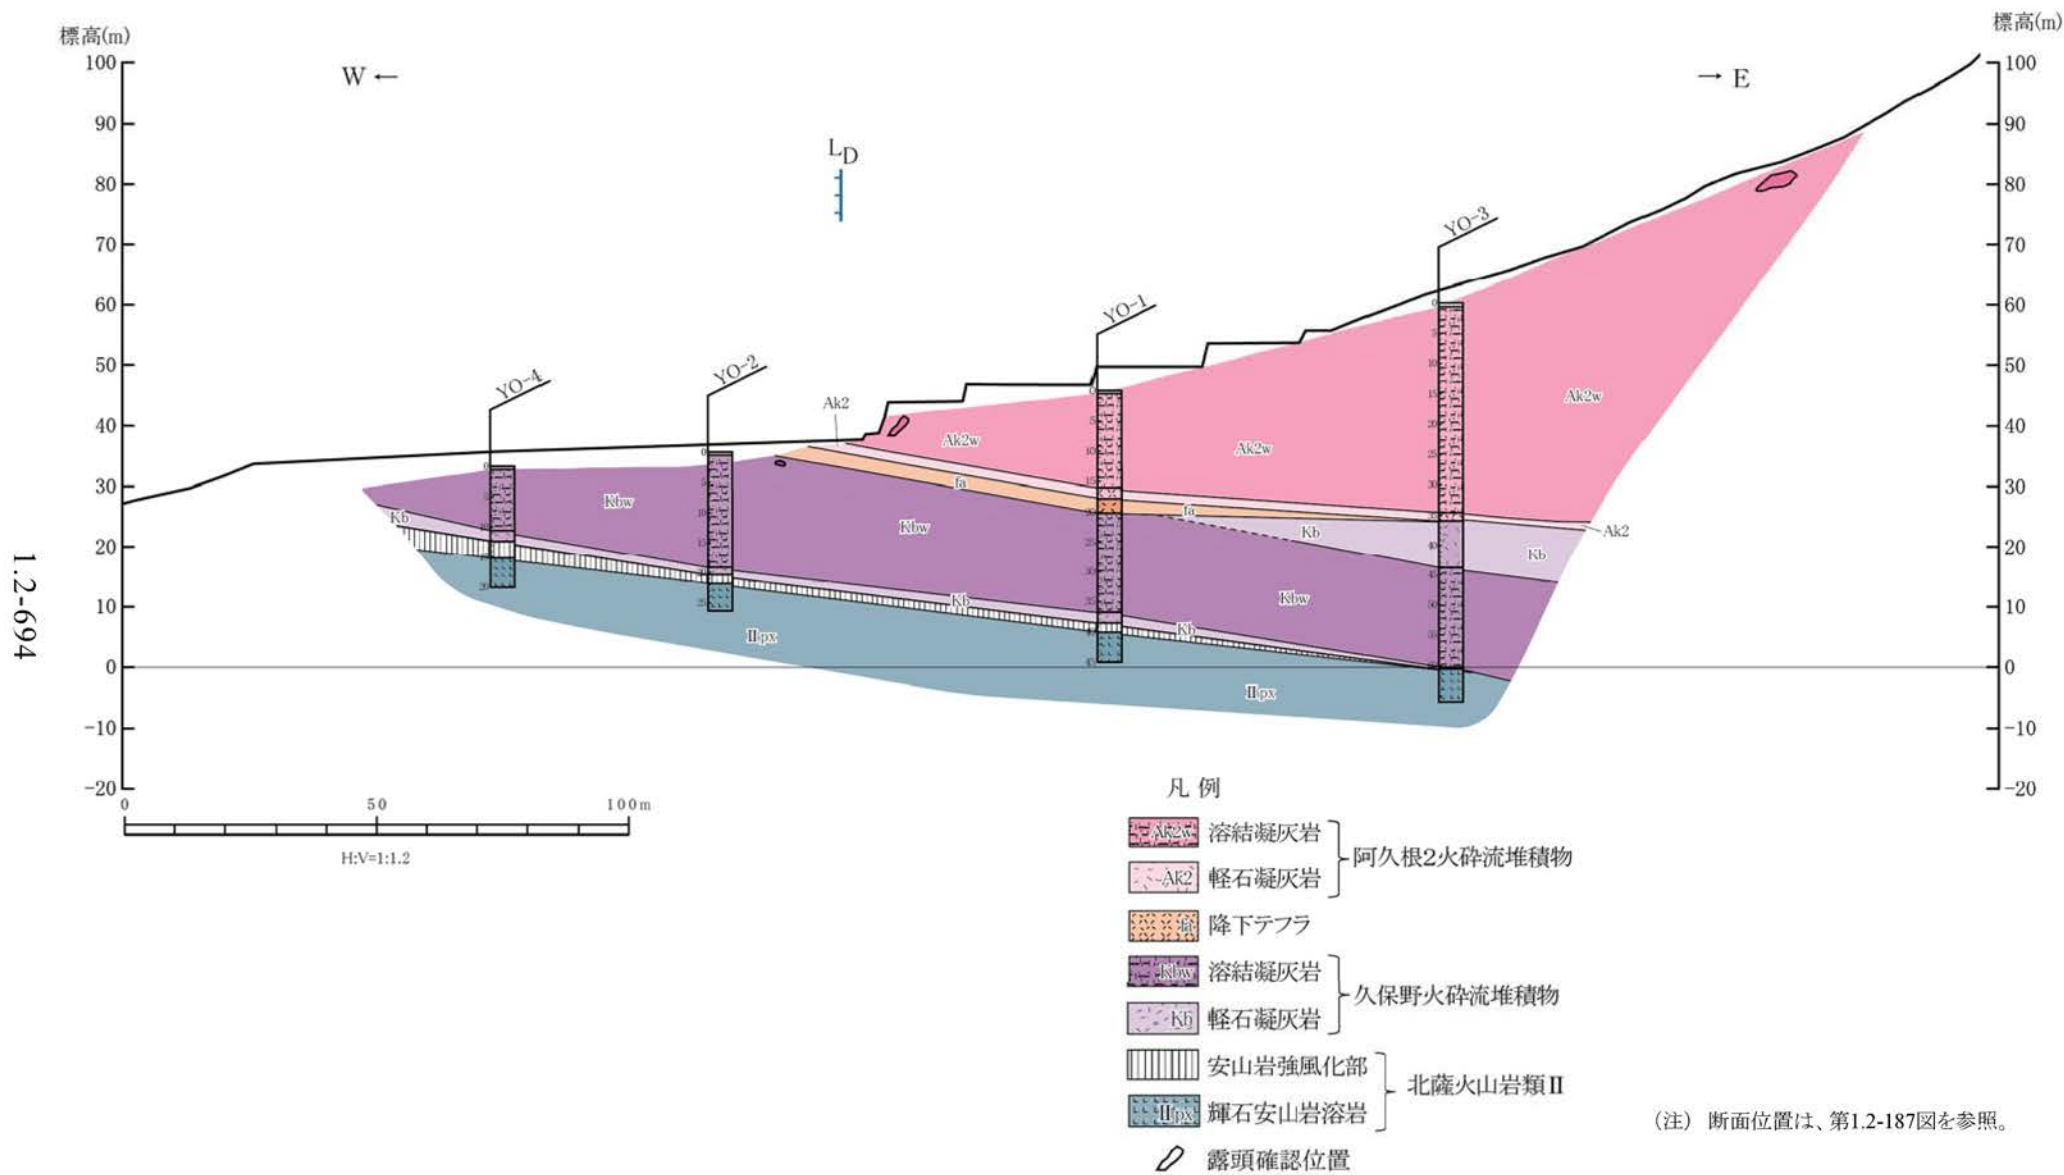 標高(m)
標高(m)
W ←
→ E
100
90
80
70
60
50
40
30
20
10
0
−10
−20
100
90
80
70
60
50
40
30
20
10
0
−10
−20
LD
YO-4
YO-2
YO-1
YO-3
Ak2
Ak2w
Ak2w
Ak2w
fa
fa
Ak2
Kb
Kb
Kbw
Kbw
Kbw
Kb
Kb
Kb
Ⅱpx
Ⅱpx
0 50 100m
H:V=1:1.2
1.2-694
凡 例
Ak2w 溶結凝灰岩
Ak2 軽石凝灰岩
阿久根2火砕流堆積物
fa 降下テフラ
Kbw 溶結凝灰岩
Kb 軽石凝灰岩
久保野火砕流堆積物
安山岩強風化部
Ⅱpx 輝石安山岩溶岩
北薩火山岩類Ⅱ
露頭確認位置
(注) 断面位置は、第1.2-187図を参照。